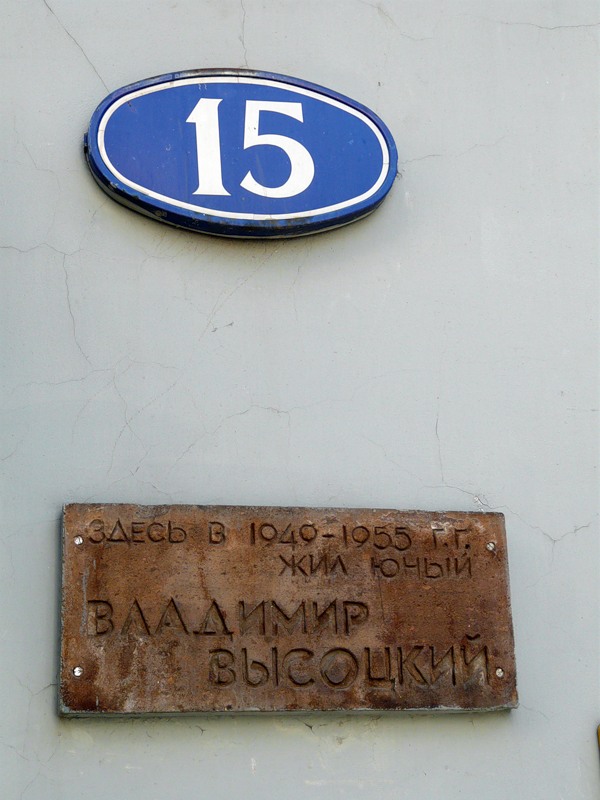 15
ЗДЕСЬ В 1949-1955 Г.Г.
ЖИЛ ЮНЫЙ
ВЛАДИМИР
ВЫСОЦКИЙ